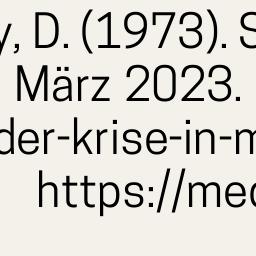 y, D. (1973). S
März 2023.
der-krise-in-m
https://med